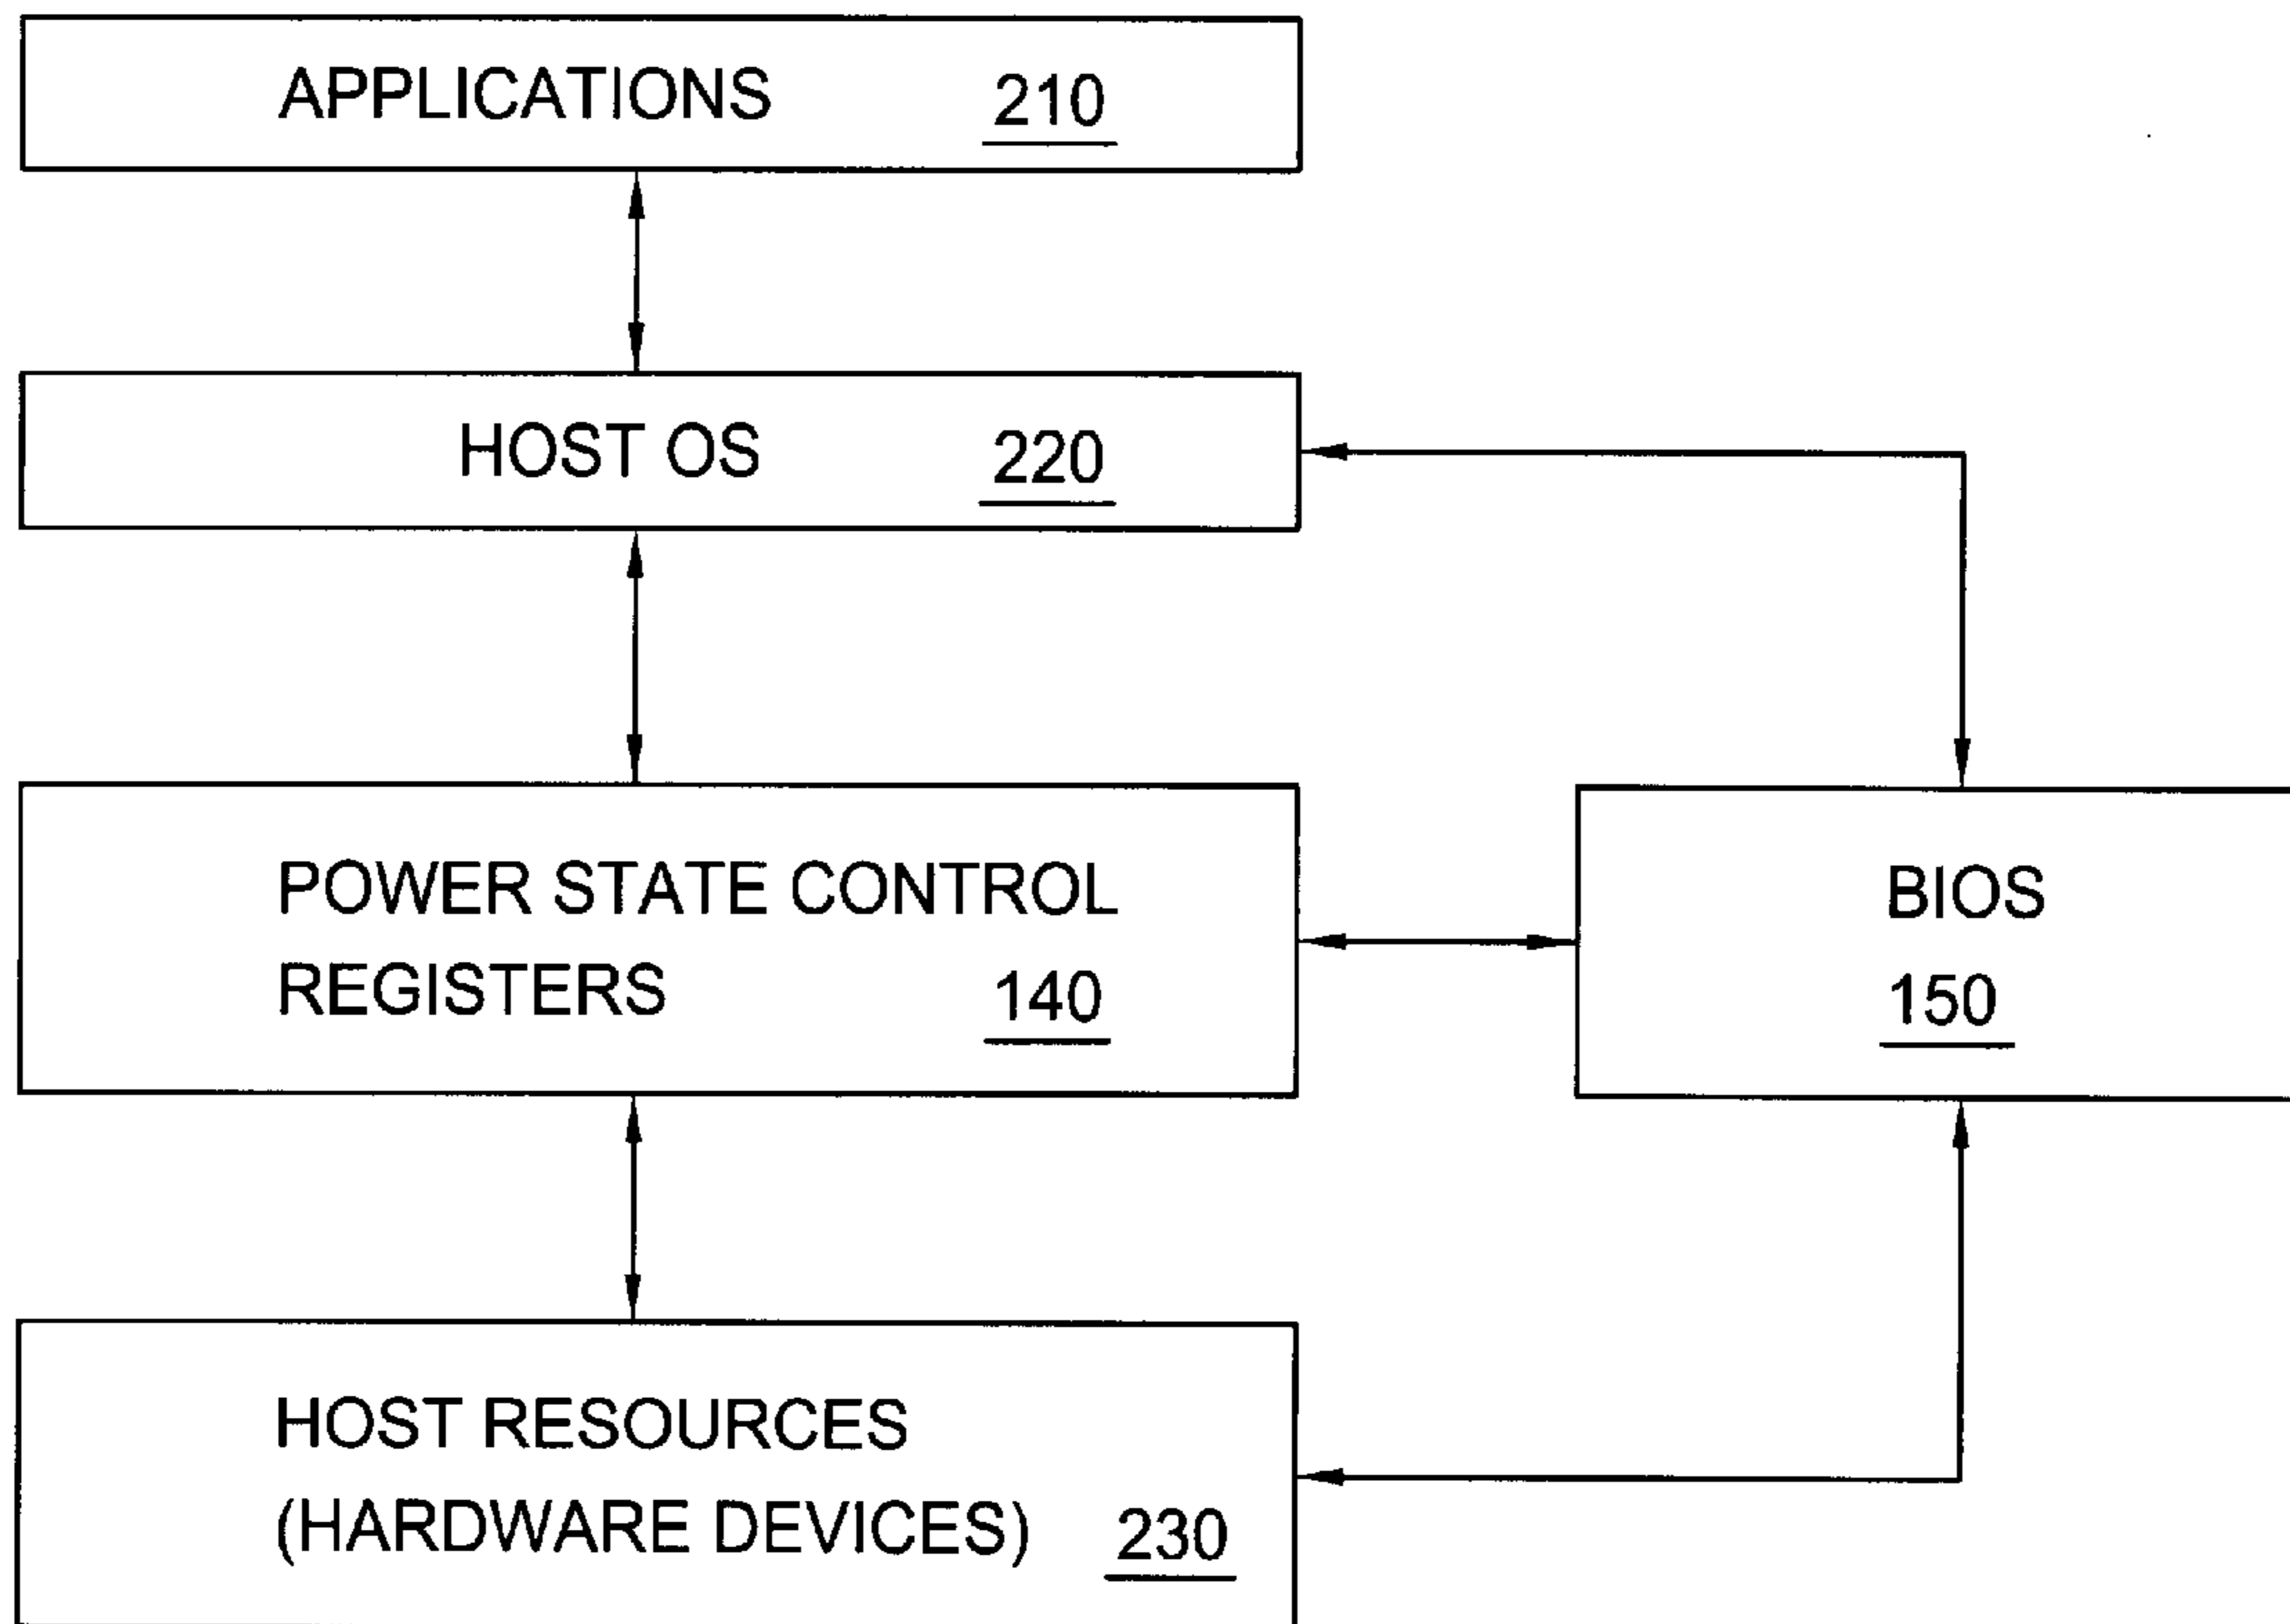 APPLICATIONS 210
HOST OS 220
POWER STATE CONTROL
REGISTERS 140
BIOS
150
HOST RESOURCES
(HARDWARE DEVICES) 230